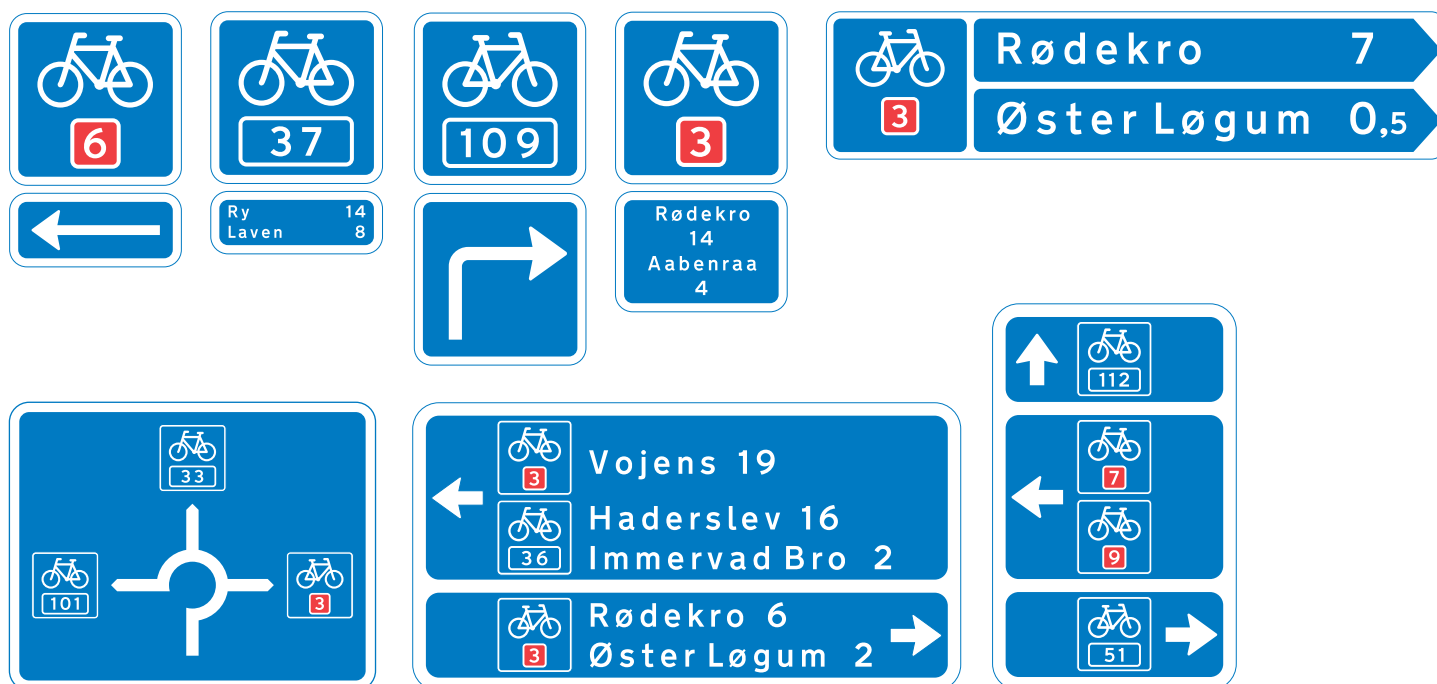 6
37
Ry 14
Laven 8
109
3
Rødekro
14
Aabenraa
4
3
Rødekro 7
Øster Løgum 0,5
33
101
3
3
Vojens 19
36
Haderslev 16
Immervad Bro 2
3
Rødekro 6
Øster Løgum 2
112
7
9
51